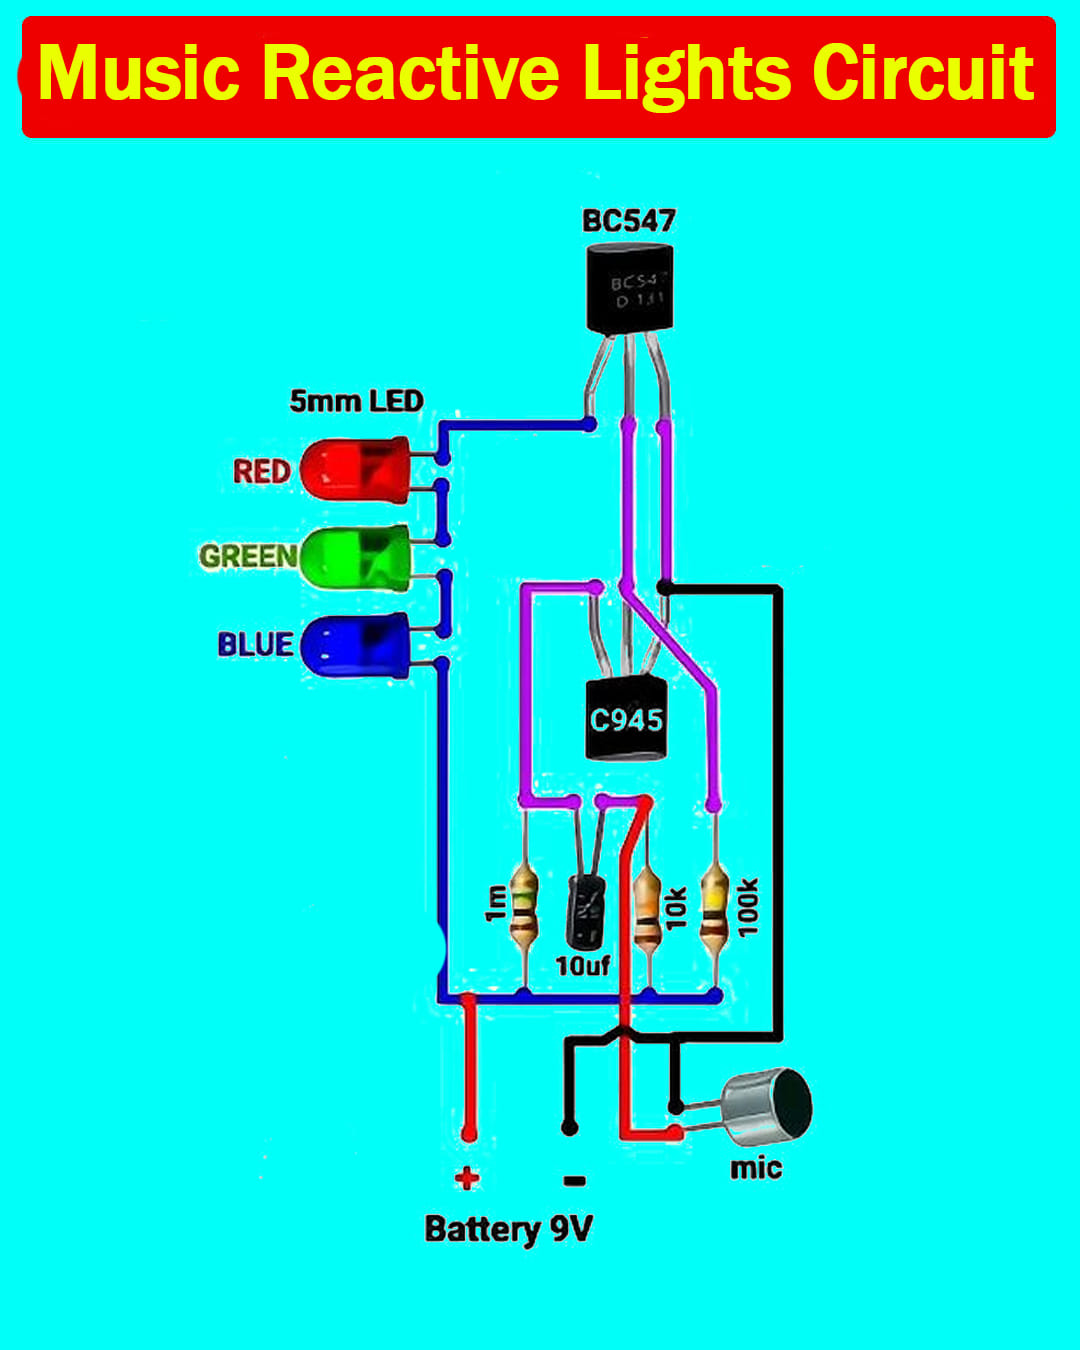 Music Reactive Lights Circuit
BC547
BC547
D 131
5mm LED
RED
GREEN
BLUE
C945
1m
10k
100k
10uf
mic
+
-
Battery 9V